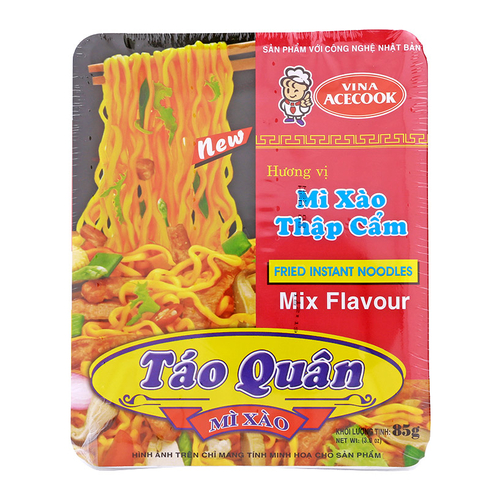 SẢN PHẨM VỚI CÔNG NGHỆ NHẬT BẢN
VINA
ACECOOK
New
Hương vị
Mì Xào
Thập Cẩm
FRIED INSTANT NOODLES
Mix Flavour
Táo Quân
MÌ XÀO
KHỐI LƯỢNG TỊNH: 85g
NET Wt:
HÌNH ẢNH TRÊN CHỈ MANG TÍNH MINH HỌA CHO SẢN PHẨM